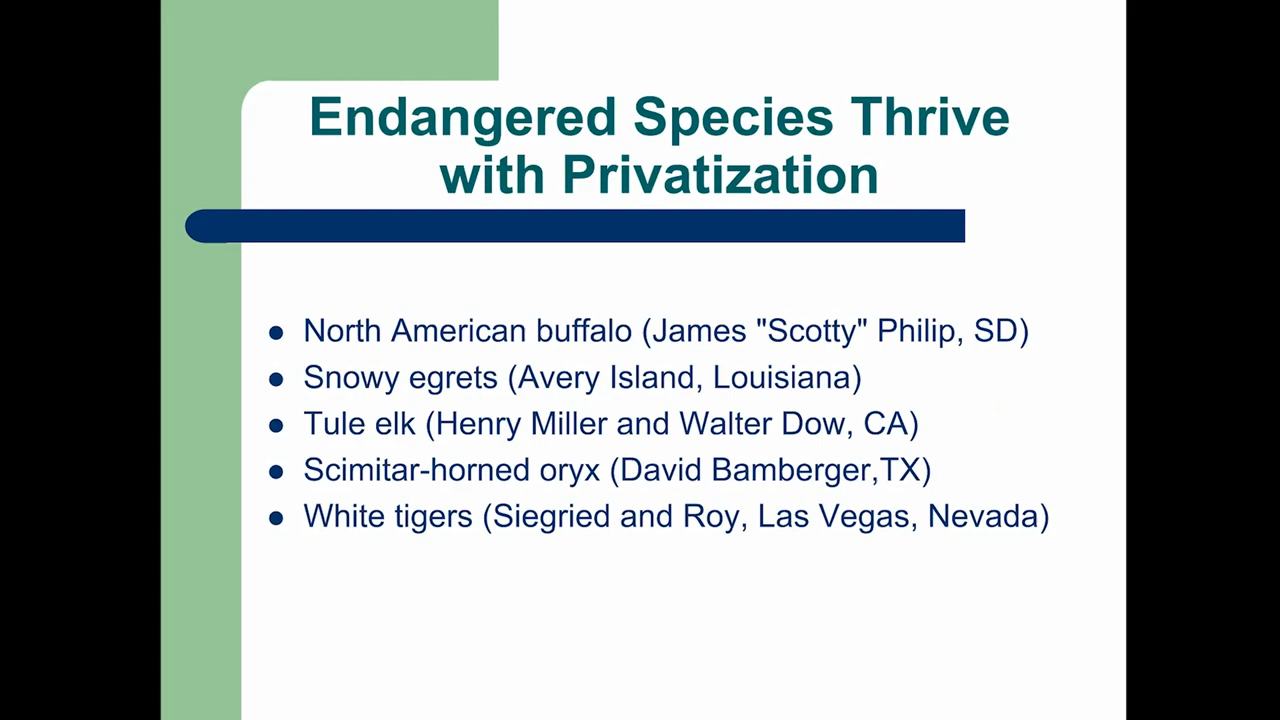 Endangered Species Thrive
with Privatization
● North American buffalo (James "Scotty" Philip, SD)
● Snowy egrets (Avery Island, Louisiana)
● Tule elk (Henry Miller and Walter Dow, CA)
● Scimitar-horned oryx (David Bamberger,TX)
● White tigers (Siegried and Roy, Las Vegas, Nevada)